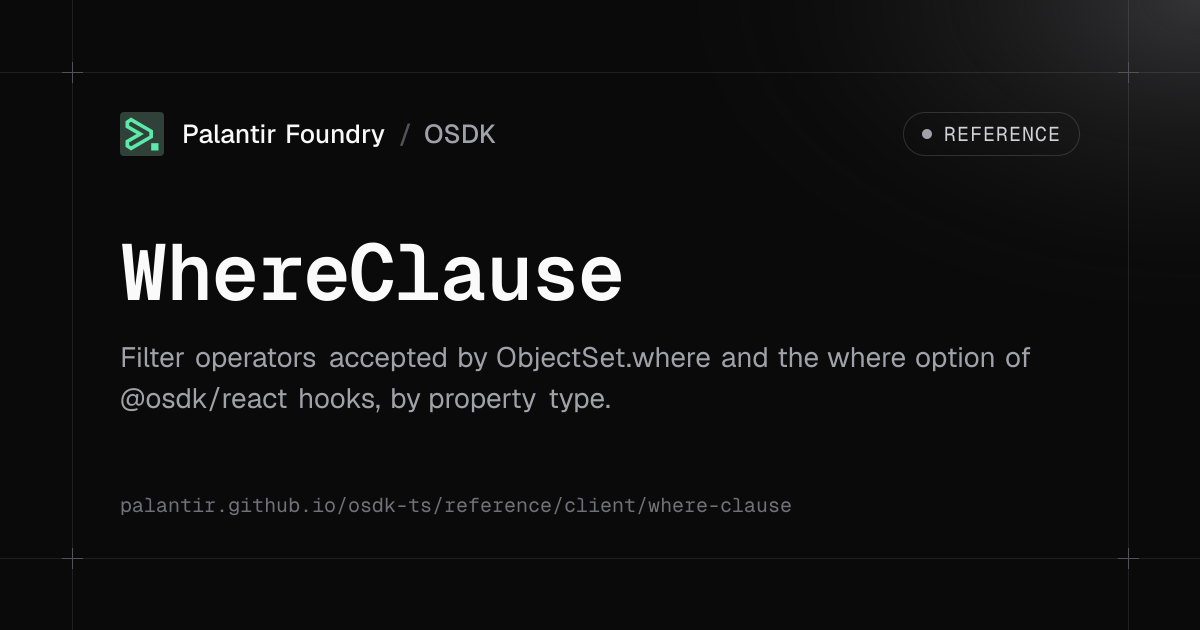 Palantir Foundry / OSDK
REFERENCE
WhereClause
Filter operators accepted by ObjectSet.where and the where option of
@osdk/react hooks, by property type.
palantir.github.io/osdk-ts/reference/client/where-clause